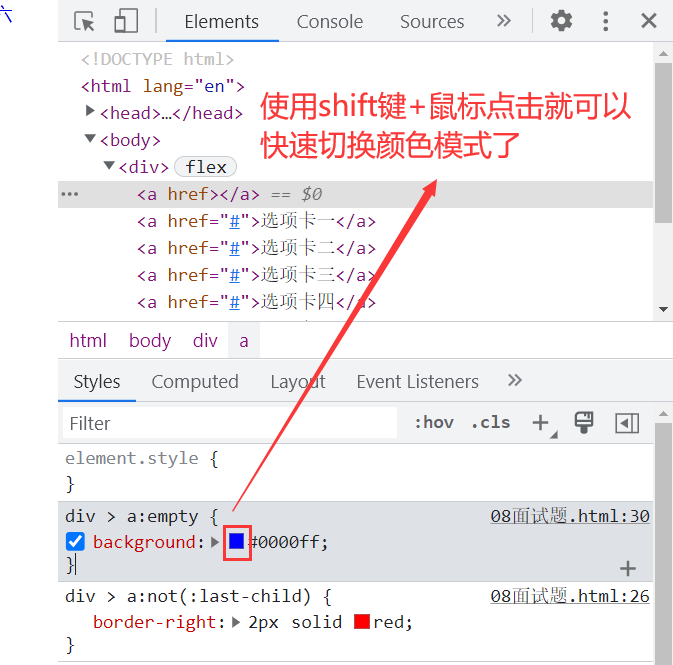 六
Elements Console Sources »
<!DOCTYPE html>
<html lang="en">
<head>…</head>
使用shift键+鼠标点击就可以
快速切换颜色模式了
<body>
<div> flex
<a href></a> == $0
<a href="#">选项卡一</a>
<a href="#">选项卡二</a>
<a href="#">选项卡三</a>
<a href="#">选项卡四</a>
html body div a
Styles Computed Layout Event Listeners »
Filter :hov .cls +
element.style {
}
div > a:empty { 08面试题.html:30
background: #0000ff;
}
div > a:not(:last-child) { 08面试题.html:26
border-right: 2px solid red;
}